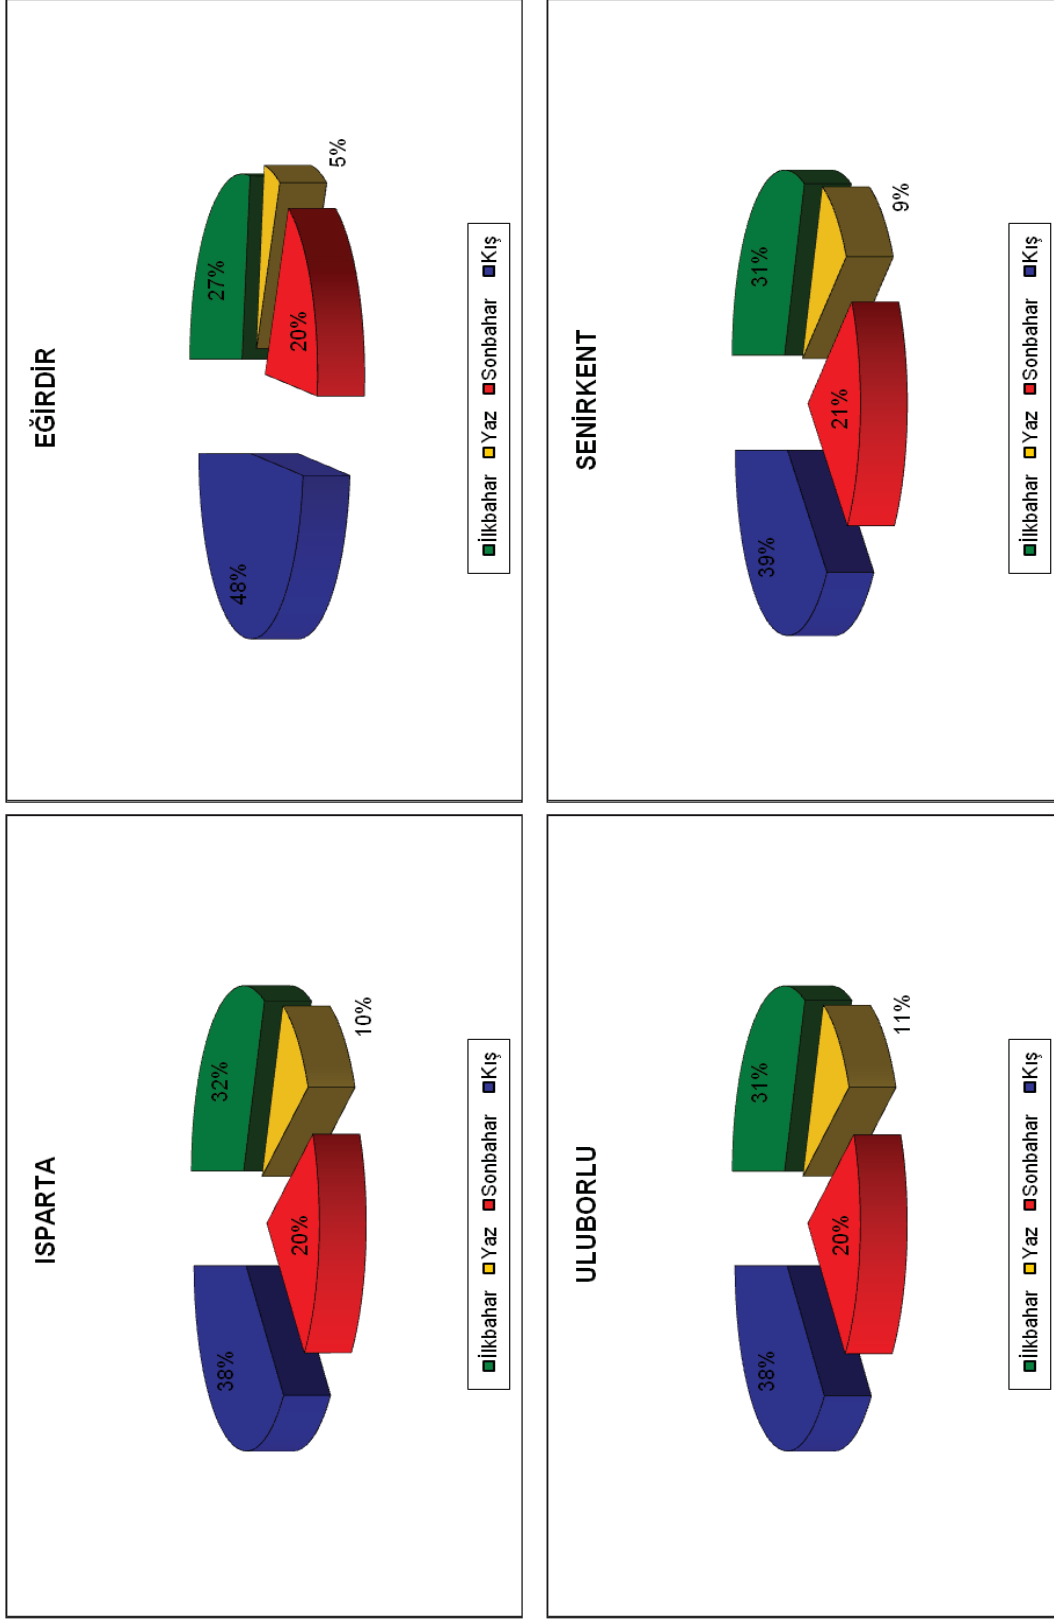 ISPARTA
38%
32%
20%
10%
İlkbahar Yaz Sonbahar Kış
EĞİRDİR
48%
27%
20%
5%
İlkbahar Yaz Sonbahar Kış
ULUBORLU
38%
31%
20%
11%
İlkbahar Yaz Sonbahar Kış
SENİRKENT
39%
31%
21%
9%
İlkbahar Yaz Sonbahar Kış